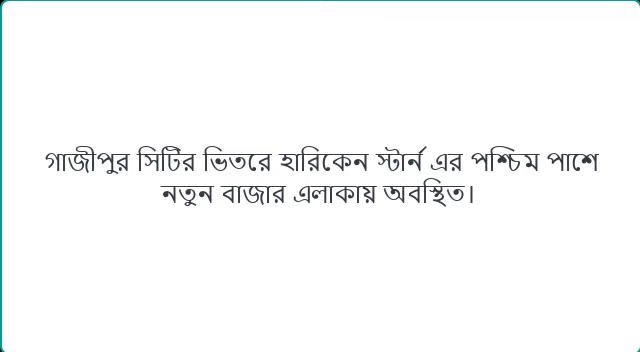 গাজীপুর সিটির ভিতরে হারিকেন স্টার্ন এর পশ্চিম পাশে
নতুন বাজার এলাকায় অবস্থিত।